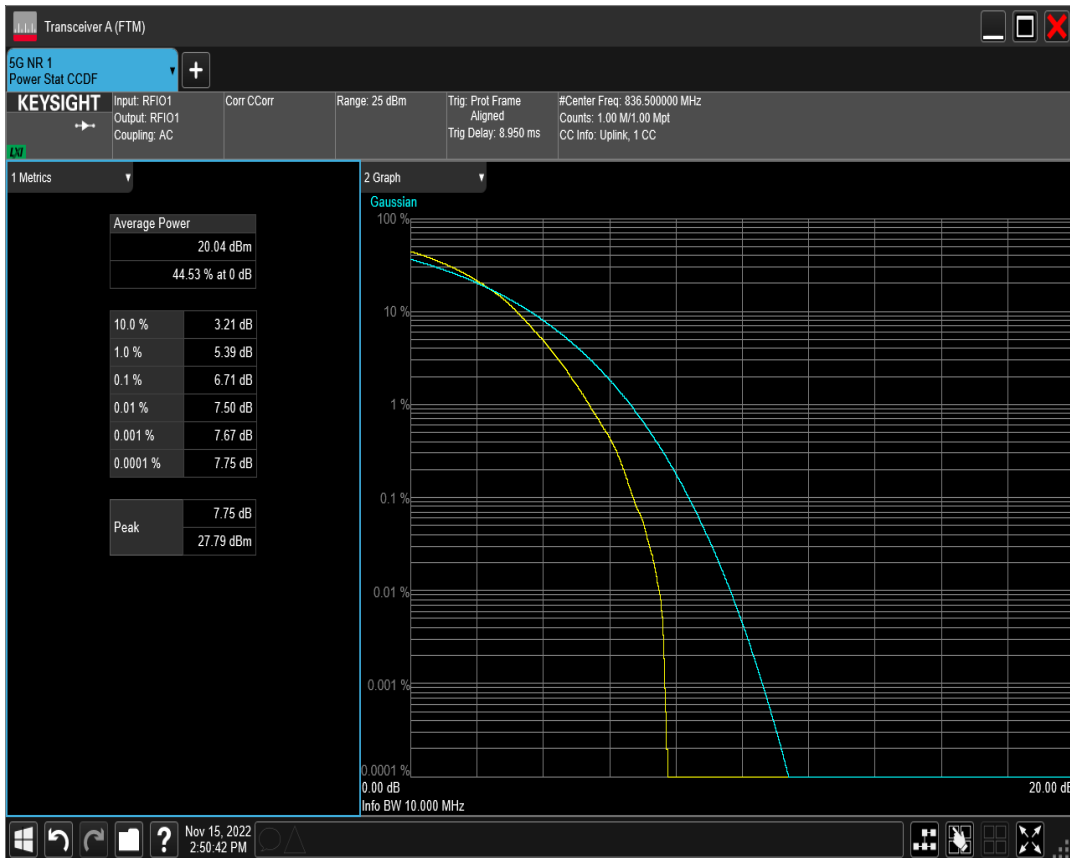 Transceiver A (FTM)
5G NR 1
Power Stat CCDF
+
KEYSIGHT
LXI
Input: RFIO1
Output: RFIO1
Coupling: AC
Corr CCorr
Range: 25 dBm
Trig: Prot Frame
Aligned
Trig Delay: 8.950 ms
#Center Freq: 836.500000 MHz
Counts: 1.00 M/1.00 Mpt
CC Info: Uplink, 1 CC
1 Metrics
Average Power
20.04 dBm
44.53 % at 0 dB
10.0 % 3.21 dB
1.0 % 5.39 dB
0.1 % 6.71 dB
0.01 % 7.50 dB
0.001 % 7.67 dB
0.0001 % 7.75 dB
Peak 7.75 dB
27.79 dBm
2 Graph
Gaussian
100 %
10 %
1 %
0.1 %
0.01 %
0.001 %
0.0001 %
0.00 dB 20.00 dB
Info BW 10.000 MHz
?
Nov 15, 2022
2:50:42 PM